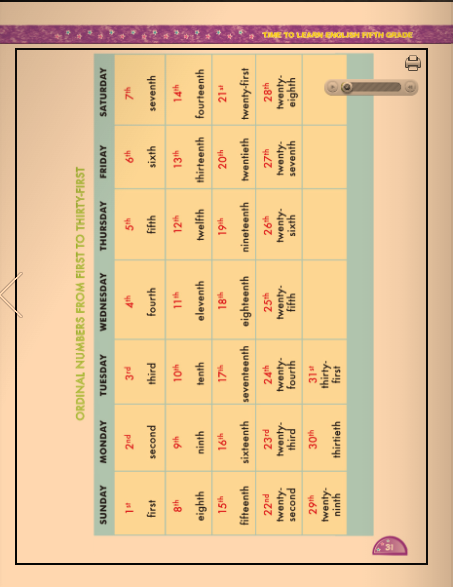 TIME TO LEARN ENGLISH FIFTH GRADE
ORDINAL NUMBERS FROM FIRST TO THIRTY-FIRST
SUNDAY MONDAY TUESDAY WEDNESDAY THURSDAY FRIDAY SATURDAY
1st 2nd 3rd 4th 5th 6th 7th
first second third fourth fifth sixth seventh
8th 9th 10th 11th 12th 13th 14th
eighth ninth tenth eleventh twelfth thirteenth fourteenth
15th 16th 17th 18th 19th 20th 21st
fifteenth sixteenth seventeenth eighteenth nineteenth twentieth twenty-first
22nd 23rd 24th 25th 26th 27th 28th
twenty- twenty- twenty- twenty- twenty- twenty- twenty-
second third fourth fifth sixth seventh eighth
29th 30th 31st
twenty- thirtieth thirty-
ninth first
31